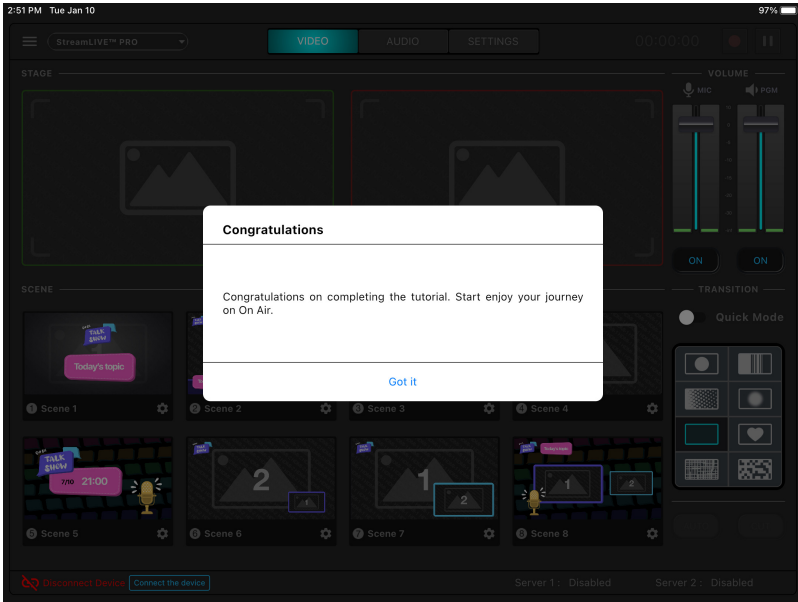 2:51 PM Tue Jan 10
97%
StreamLIVE™ PRO
VIDEO
AUDIO
SETTINGS
00:00:00
STAGE
VOLUME
MIC
PGM
Congratulations
Congratulations on completing the tutorial. Start enjoy your journey
on On Air.
Got it
ON
ON
SCENE
TRANSITION
Quick Mode
TALK
SHOW
Today's topic
1 Scene 1
2 Scene 2
3 Scene 3
4 Scene 4
TALK
SHOW
7/10 21:00
5 Scene 5
2
1
6 Scene 6
1
2
7 Scene 7
Today's topic
1
2
8 Scene 8
Disconnect Device
Connect the device
Server 1 : Disabled
Server 2 : Disabled